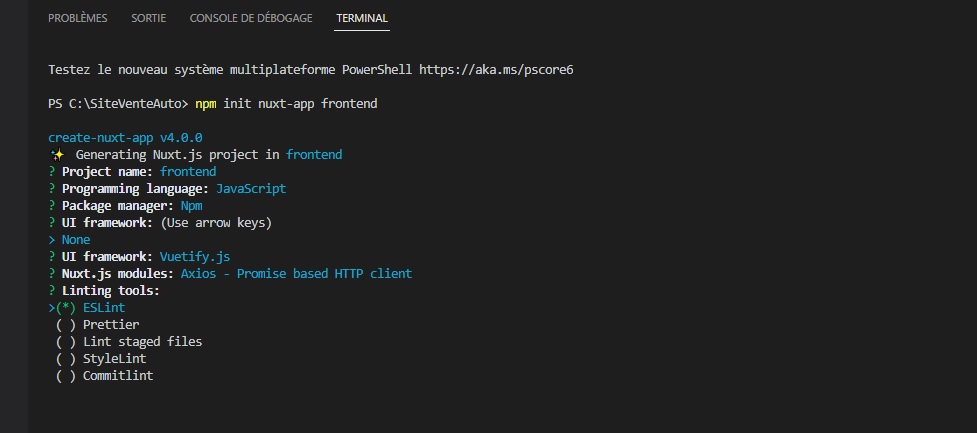 PROBLÈMES SORTIE CONSOLE DE DÉBOGAGE TERMINAL
Testez le nouveau système multiplateforme PowerShell https://aka.ms/pscore6
PS C:\SiteVenteAuto> npm init nuxt-app frontend
create-nuxt-app v4.0.0
✨ Generating Nuxt.js project in frontend
? Project name: frontend
? Programming language: JavaScript
? Package manager: Npm
? UI framework: (Use arrow keys)
> None
? UI framework: Vuetify.js
? Nuxt.js modules: Axios - Promise based HTTP client
? Linting tools:
>(*) ESLint
( ) Prettier
( ) Lint staged files
( ) StyleLint
( ) Commitlint